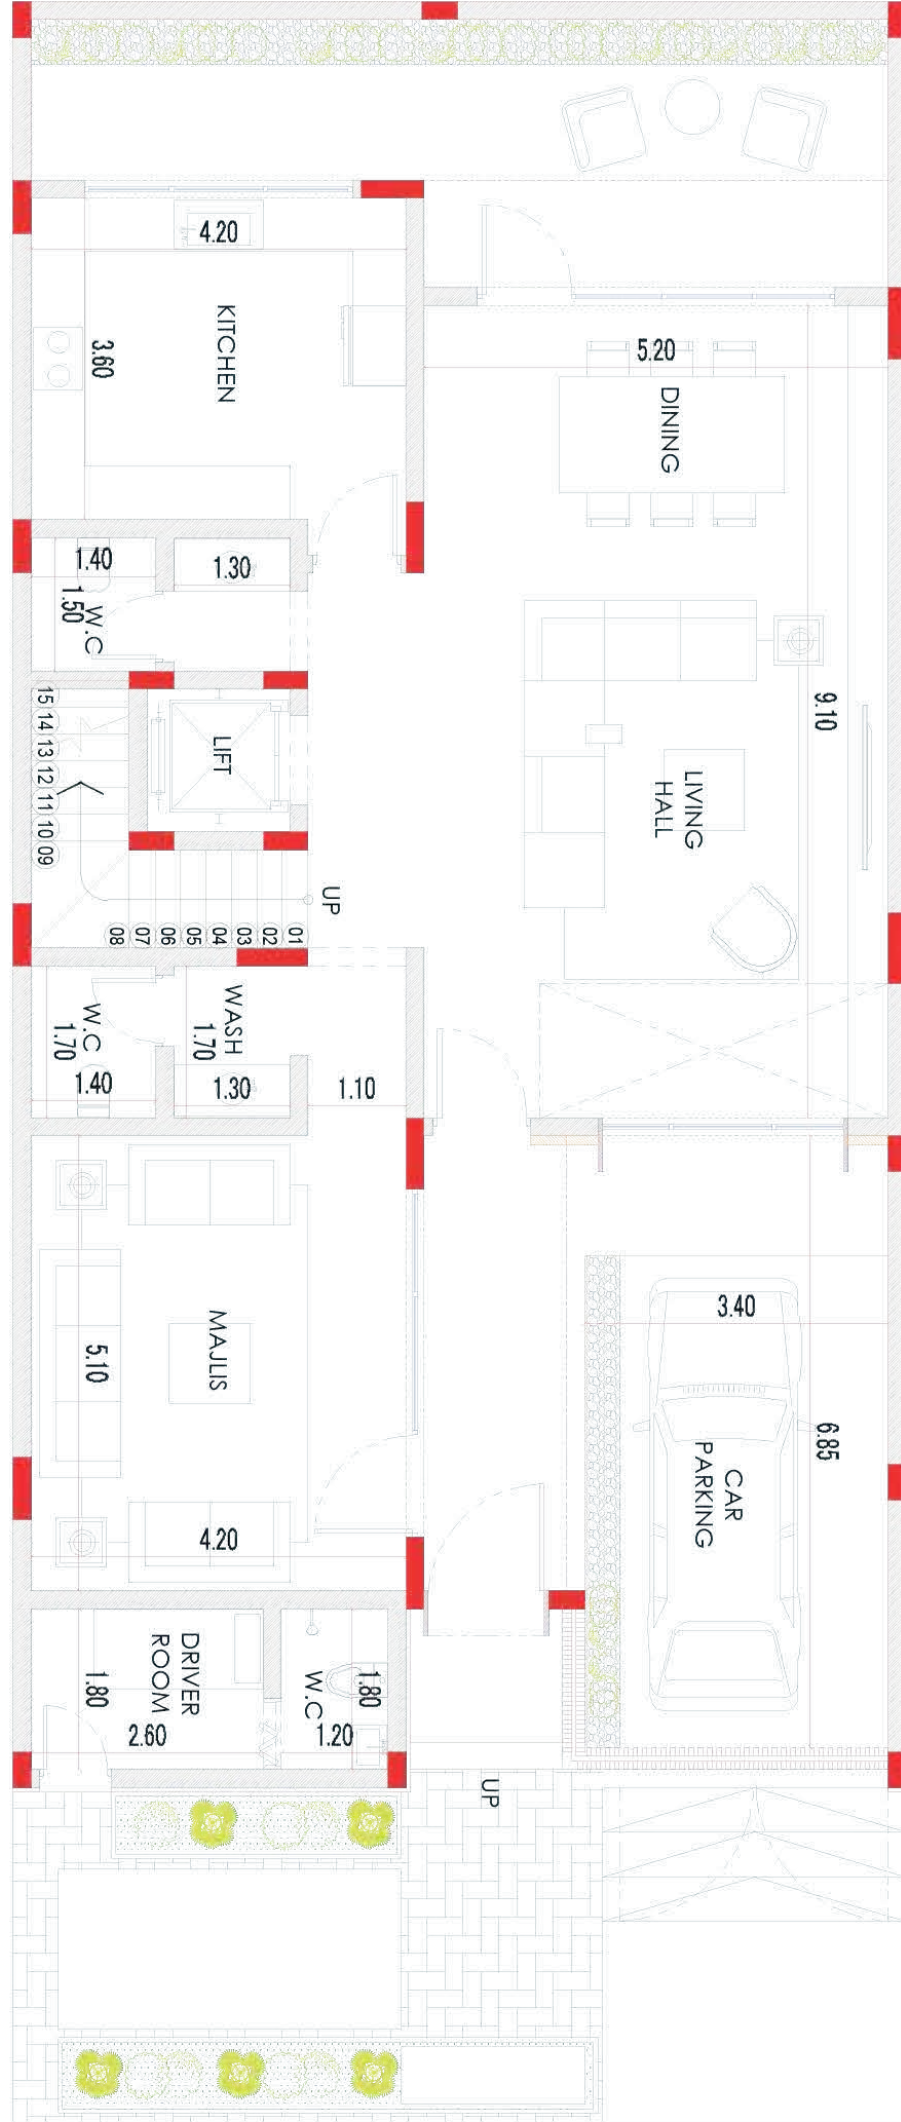 4.20
KITCHEN
3.60
5.20
DINING
1.40
1.30
W.C
1.50
9.10
LIVING
HALL
LIFT
15
14
13
12
11
10
09
UP
08
07
06
05
04
03
02
01
WASH
1.70
W.C
1.70
1.40
1.30
1.10
MAJLIS
5.10
4.20
3.40
6.85
CAR
PARKING
DRIVER
ROOM
1.80
2.60
W.C
1.80
1.20
UP